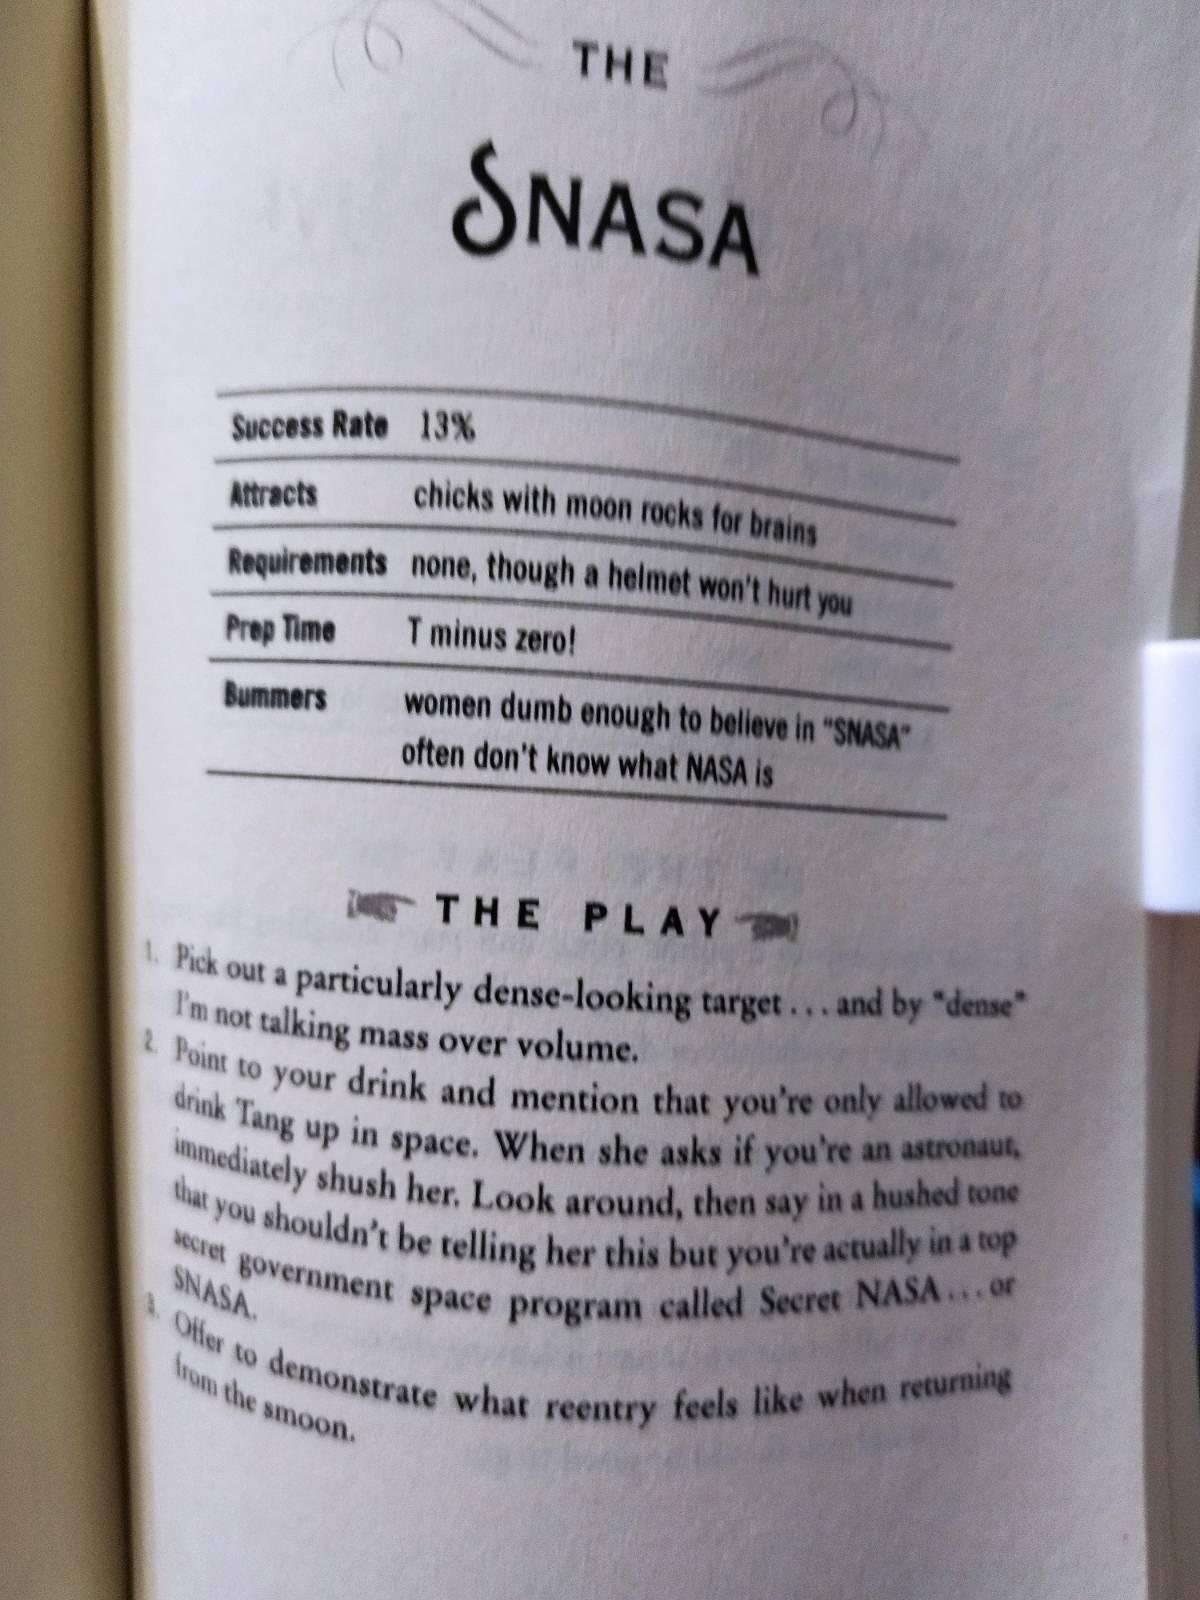 THE
SNASA
Success Rate 13%
Attracts chicks with moon rocks for brains
Requirements none, though a helmet won't hurt you
Prep Time T minus zero!
Bummers women dumb enough to believe in "SNASA"
often don't know what NASA is
THE PLAY
1. Pick out a particularly dense-looking target . . . and by "dense"
I'm not talking mass over volume.
2. Point to your drink and mention that you're only allowed to
drink Tang up in space. When she asks if you're an astronaut,
immediately shush her. Look around, then say in a hushed tone
that you shouldn't be telling her this but you're actually in a top
secret government space program called Secret NASA . . . or
SNASA.
3. Offer to demonstrate what reentry feels like when returning
from the smoon.